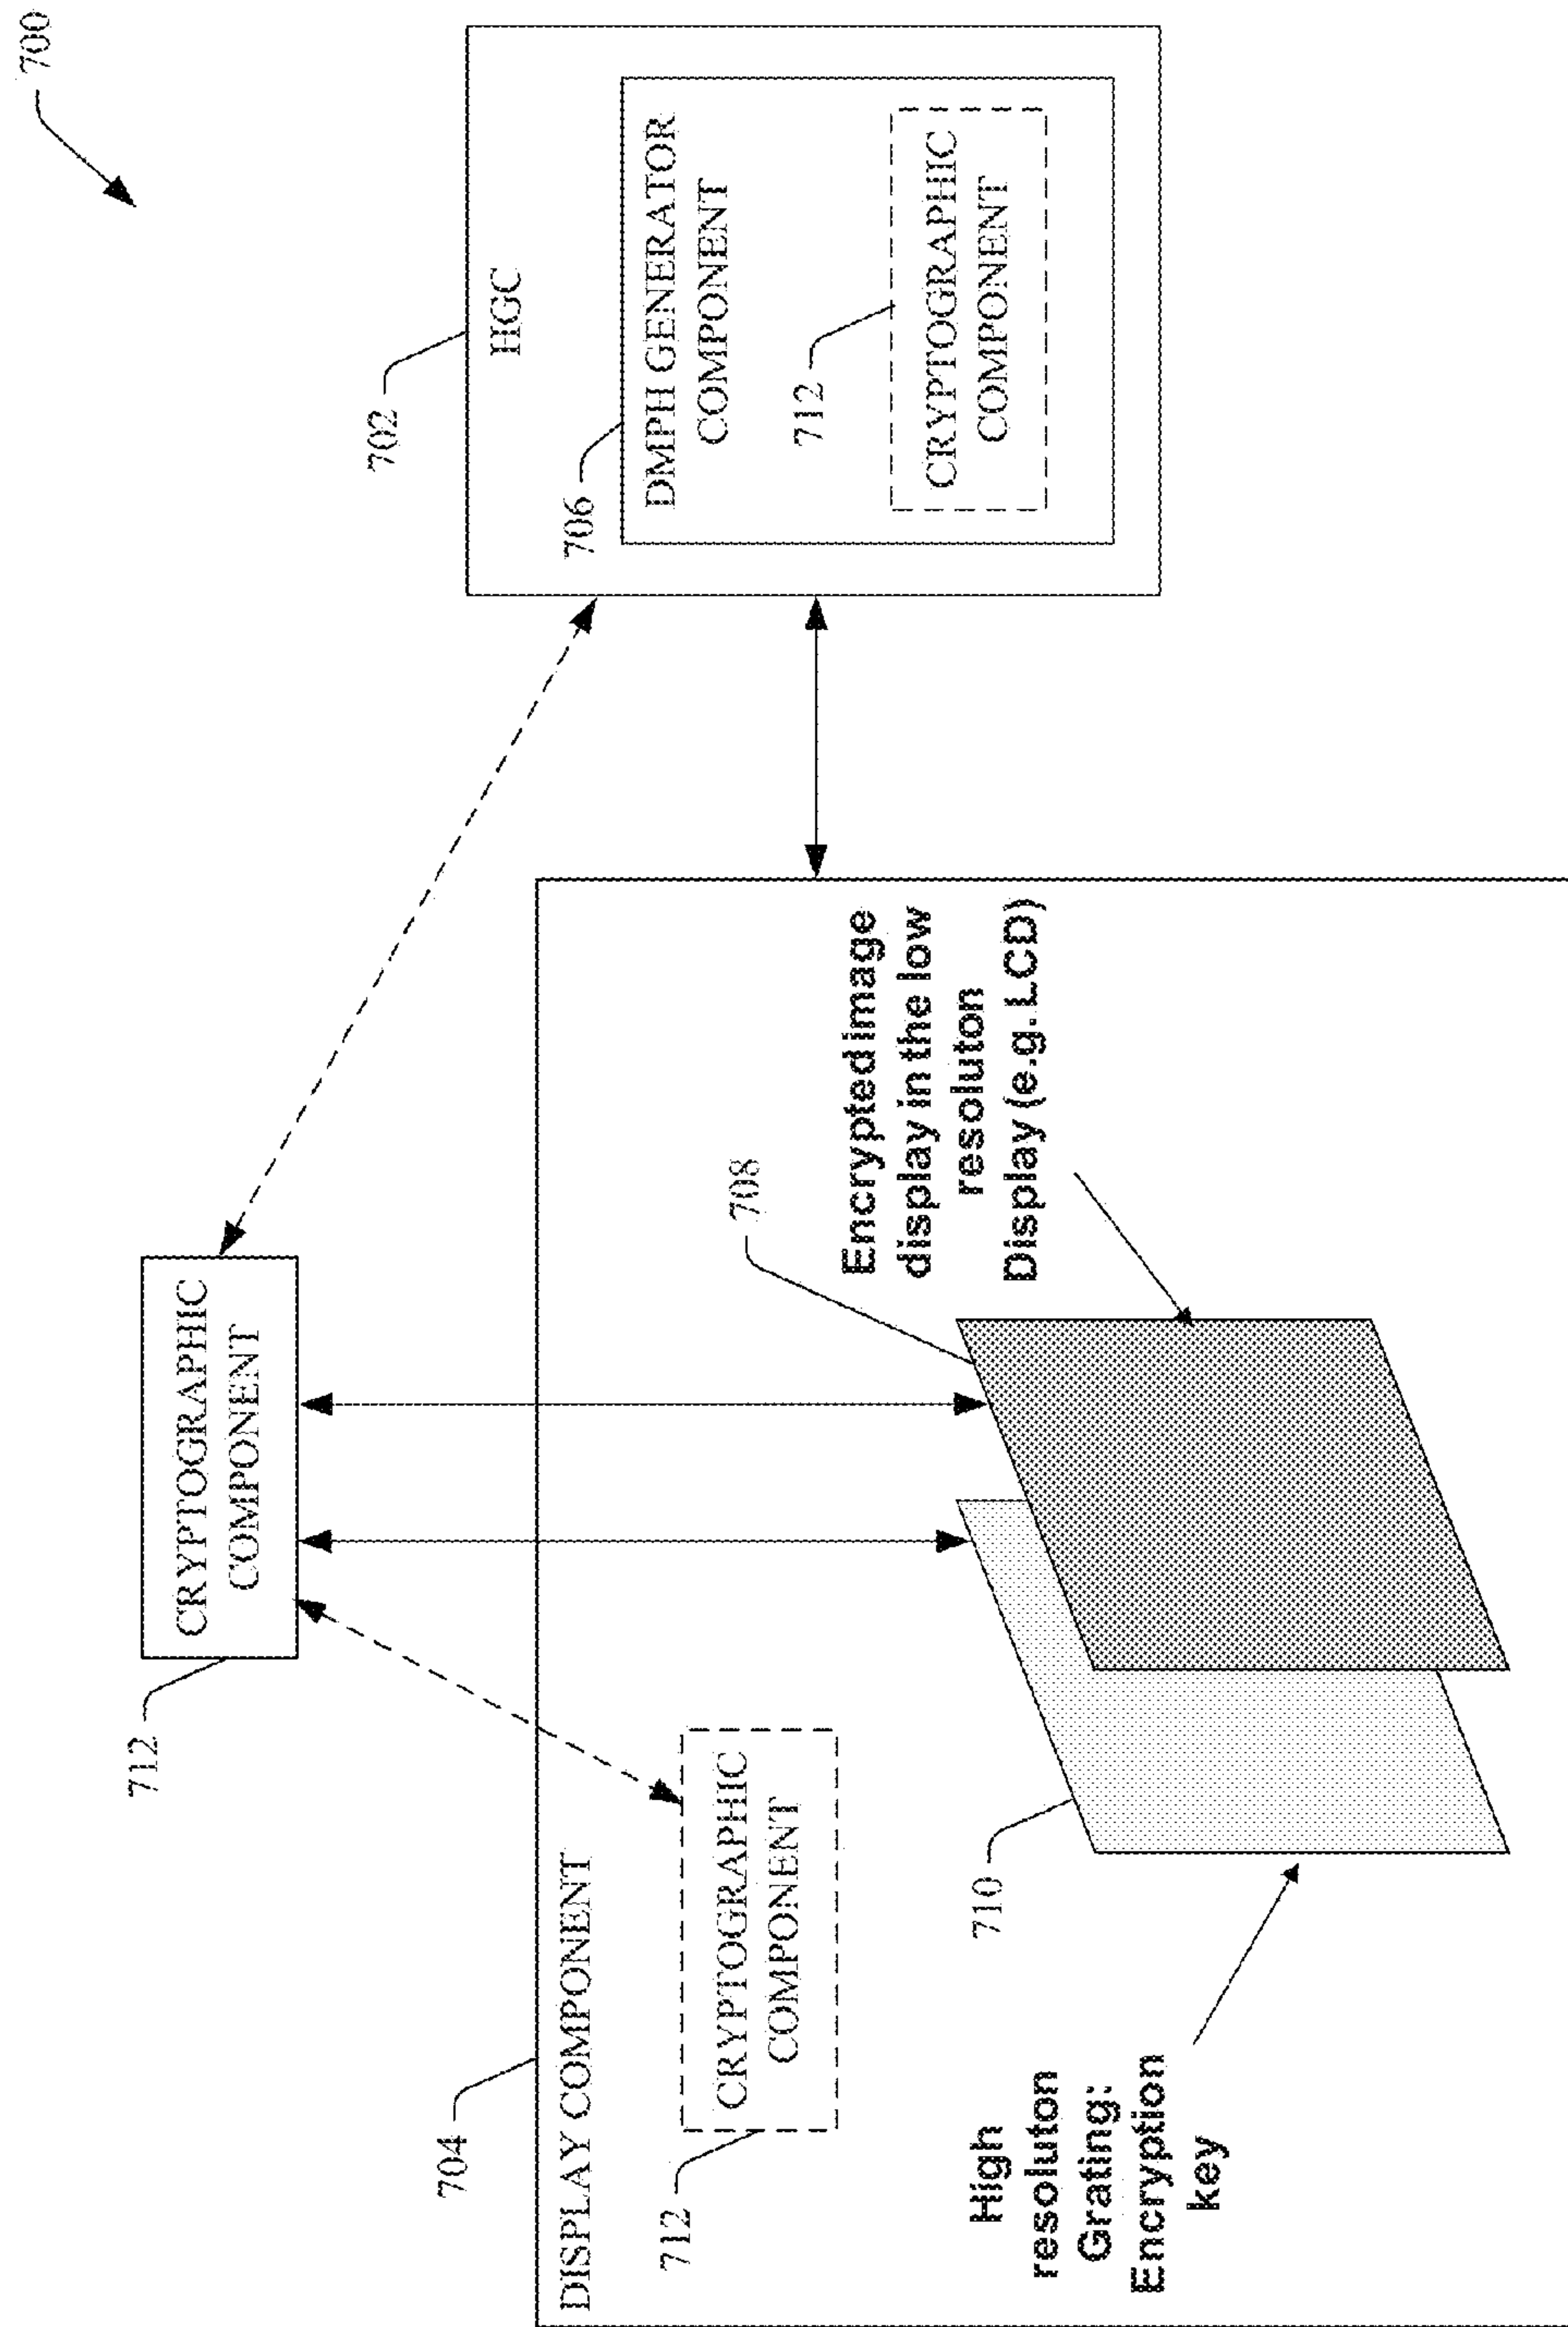 700
712
CRYPTOGRAPHIC
COMPONENT
702
HGC
706
DMPH GENERATOR
COMPONENT
712
CRYPTOGRAPHIC
COMPONENT
704
DISPLAY COMPONENT
712
CRYPTOGRAPHIC
COMPONENT
708
Encrypted image
display in the low
resoluton
Display (e.g. LCD)
710
High
resoluton
Grating:
Encryption
key